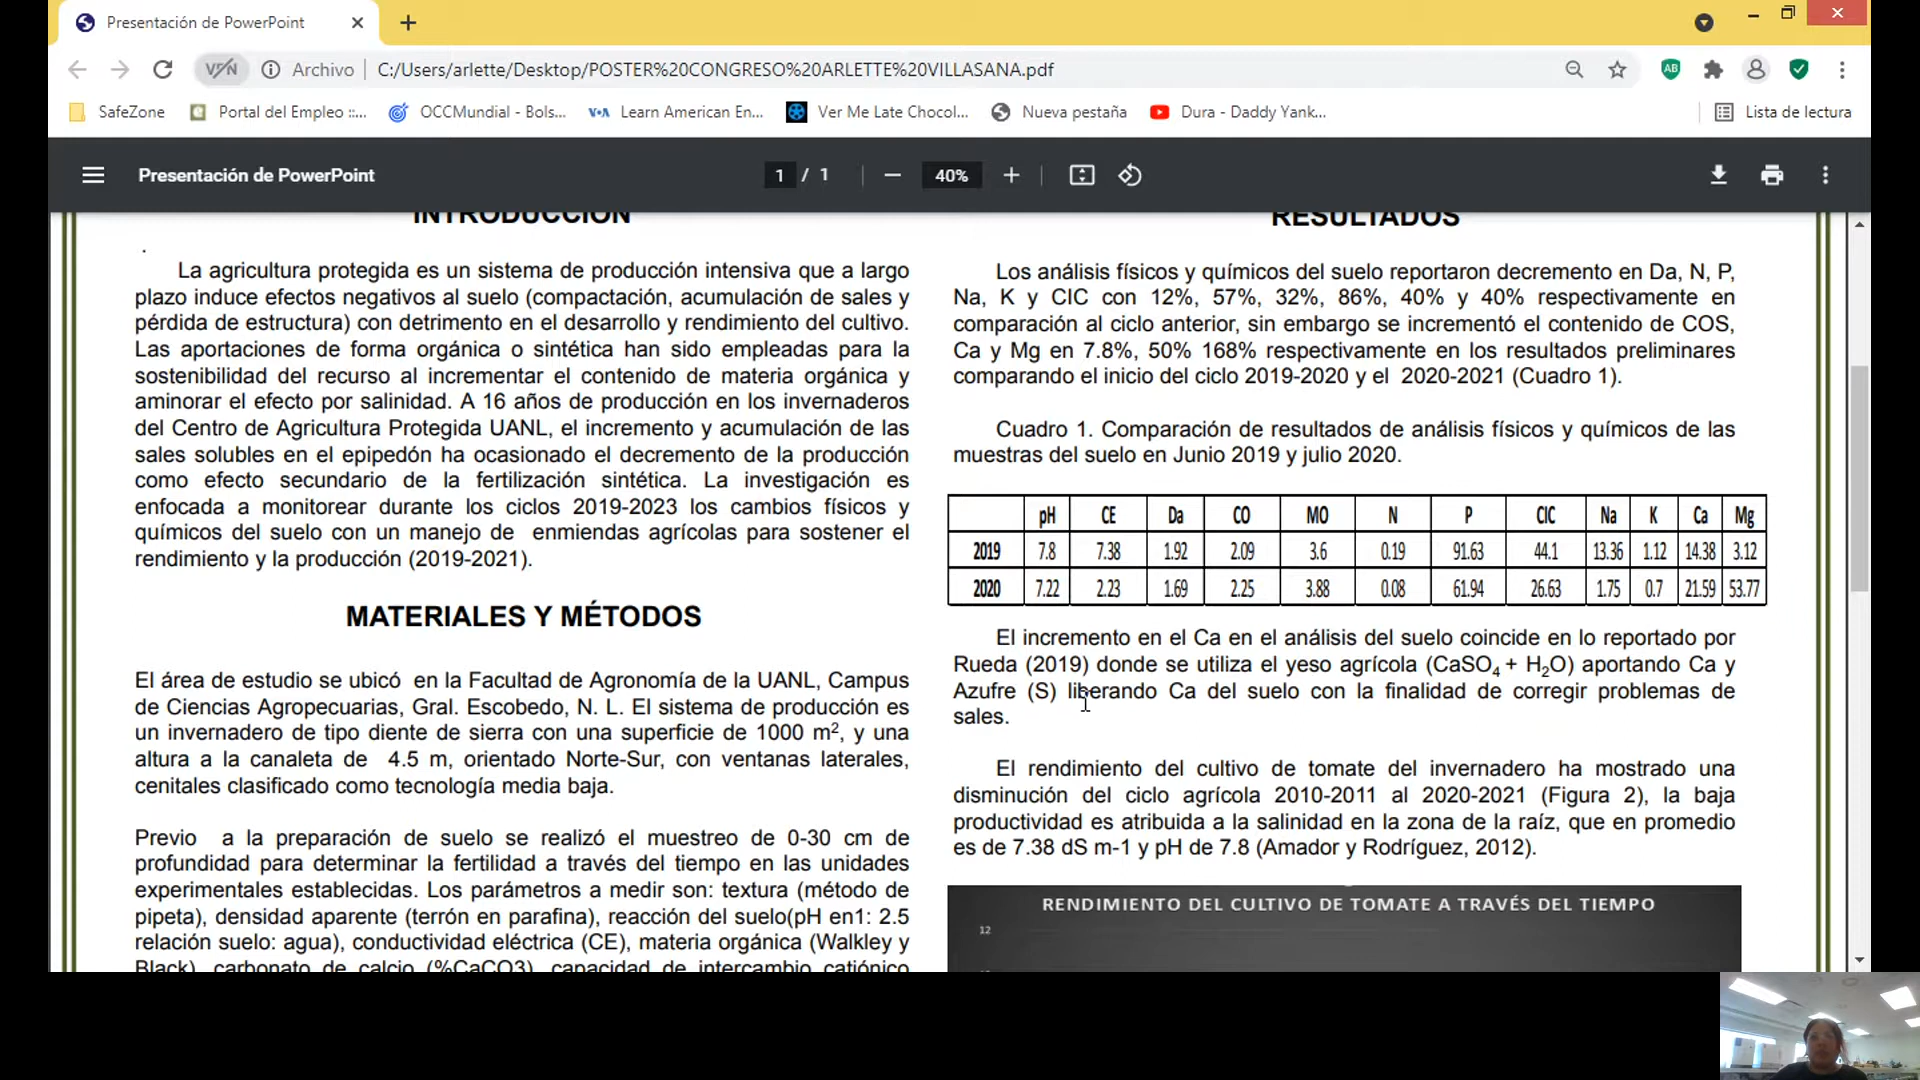 Presentación de PowerPoint
Archivo
C:/Users/arlette/Desktop/POSTER%20CONGRESO%20ARLETTE%20VILLASANA.pdf
SafeZone
Portal del Empleo ::...
OCCMundial - Bols...
Learn American En...
Ver Me Late Chocol...
Nueva pestaña
Dura - Daddy Yank...
Lista de lectura
Presentación de PowerPoint
1 / 1
40%
INTRODUCCIÓN
.
La agricultura protegida es un sistema de producción intensiva que a largo
plazo induce efectos negativos al suelo (compactación, acumulación de sales y
pérdida de estructura) con detrimento en el desarrollo y rendimiento del cultivo.
Las aportaciones de forma orgánica o sintética han sido empleadas para la
sostenibilidad del recurso al incrementar el contenido de materia orgánica y
aminorar el efecto por salinidad. A 16 años de producción en los invernaderos
del Centro de Agricultura Protegida UANL, el incremento y acumulación de las
sales solubles en el epipedón ha ocasionado el decremento de la producción
como efecto secundario de la fertilización sintética. La investigación es
enfocada a monitorear durante los ciclos 2019-2023 los cambios físicos y
químicos del suelo con un manejo de enmiendas agrícolas para sostener el
rendimiento y la producción (2019-2021).
MATERIALES Y MÉTODOS
El área de estudio se ubicó en la Facultad de Agronomía de la UANL, Campus
de Ciencias Agropecuarias, Gral. Escobedo, N. L. El sistema de producción es
un invernadero de tipo diente de sierra con una superficie de 1000 m², y una
altura a la canaleta de 4.5 m, orientado Norte-Sur, con ventanas laterales,
cenitales clasificado como tecnología media baja.
Previo a la preparación de suelo se realizó el muestreo de 0-30 cm de
profundidad para determinar la fertilidad a través del tiempo en las unidades
experimentales establecidas. Los parámetros a medir son: textura (método de
pipeta), densidad aparente (terrón en parafina), reacción del suelo(pH en1: 2.5
relación suelo: agua), conductividad eléctrica (CE), materia orgánica (Walkley y
Black), carbonato de calcio (%CaCO3), capacidad de intercambio catiónico
RESULTADOS
Los análisis físicos y químicos del suelo reportaron decremento en Da, N, P,
Na, K y CIC con 12%, 57%, 32%, 86%, 40% y 40% respectivamente en
comparación al ciclo anterior, sin embargo se incrementó el contenido de COS,
Ca y Mg en 7.8%, 50% 168% respectivamente en los resultados preliminares
comparando el inicio del ciclo 2019-2020 y el 2020-2021 (Cuadro 1).
Cuadro 1. Comparación de resultados de análisis físicos y químicos de las
muestras del suelo en Junio 2019 y julio 2020.
pH CE Da CO MO N P CIC Na K Ca Mg
2019 7.8 7.38 1.92 2.09 3.6 0.19 91.63 44.1 13.36 1.12 14.38 3.12
2020 7.22 2.23 1.69 2.25 3.88 0.08 61.94 26.63 1.75 0.7 21.59 53.77
El incremento en el Ca en el análisis del suelo coincide en lo reportado por
Rueda (2019) donde se utiliza el yeso agrícola (CaSO₄ + H₂O) aportando Ca y
Azufre (S) liberando Ca del suelo con la finalidad de corregir problemas de
sales.
El rendimiento del cultivo de tomate del invernadero ha mostrado una
disminución del ciclo agrícola 2010-2011 al 2020-2021 (Figura 2), la baja
productividad es atribuida a la salinidad en la zona de la raíz, que en promedio
es de 7.38 dS m-1 y pH de 7.8 (Amador y Rodríguez, 2012).
RENDIMIENTO DEL CULTIVO DE TOMATE A TRAVÉS DEL TIEMPO
12